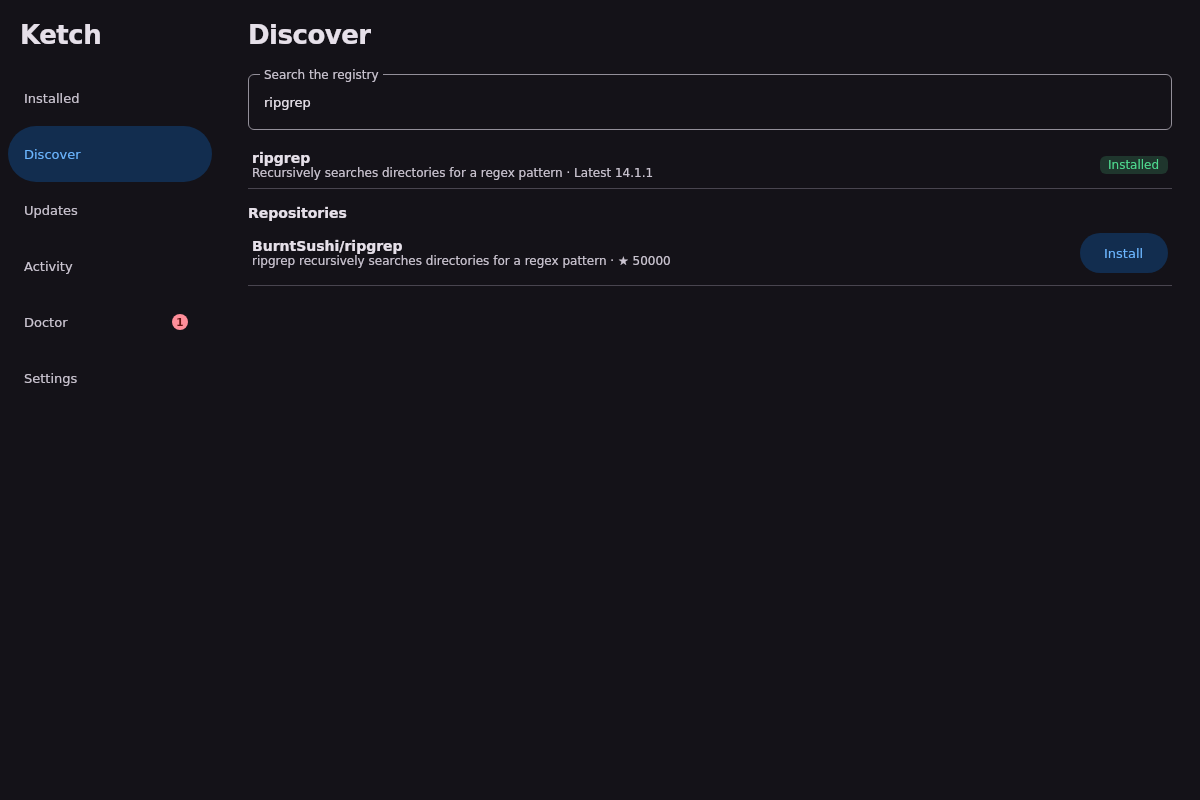 Ketch
Installed
Discover
Updates
Activity
Doctor
1
Settings
Discover
Search the registry
ripgrep
ripgrep
Recursively searches directories for a regex pattern · Latest 14.1.1
Installed
Repositories
BurntSushi/ripgrep
ripgrep recursively searches directories for a regex pattern · ★ 50000
Install